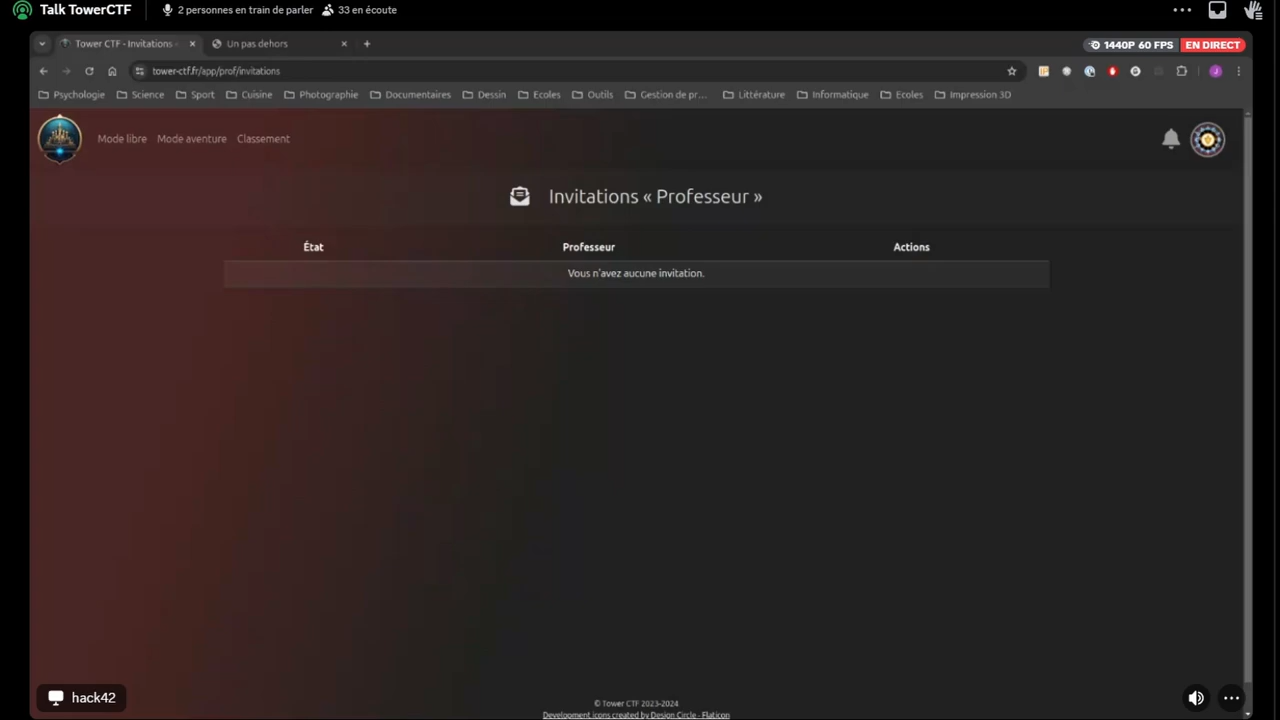 Talk TowerCTF
2 personnes en train de parler
33 en écoute
Tower CTF - Invitations
Un pas dehors
1440P 60 FPS
EN DIRECT
tower-ctf.fr/app/prof/invitations
Psychologie Science Sport Cuisine Photographie Documentaires Dessin Ecoles Outils Gestion de pr... Littérature Informatique Ecoles Impression 3D
Mode libre Mode aventure Classement
Invitations « Professeur »
État Professeur Actions
Vous n'avez aucune invitation.
hack42
© Tower CTF 2023-2024
Development icons created by Design Circle - Flaticon